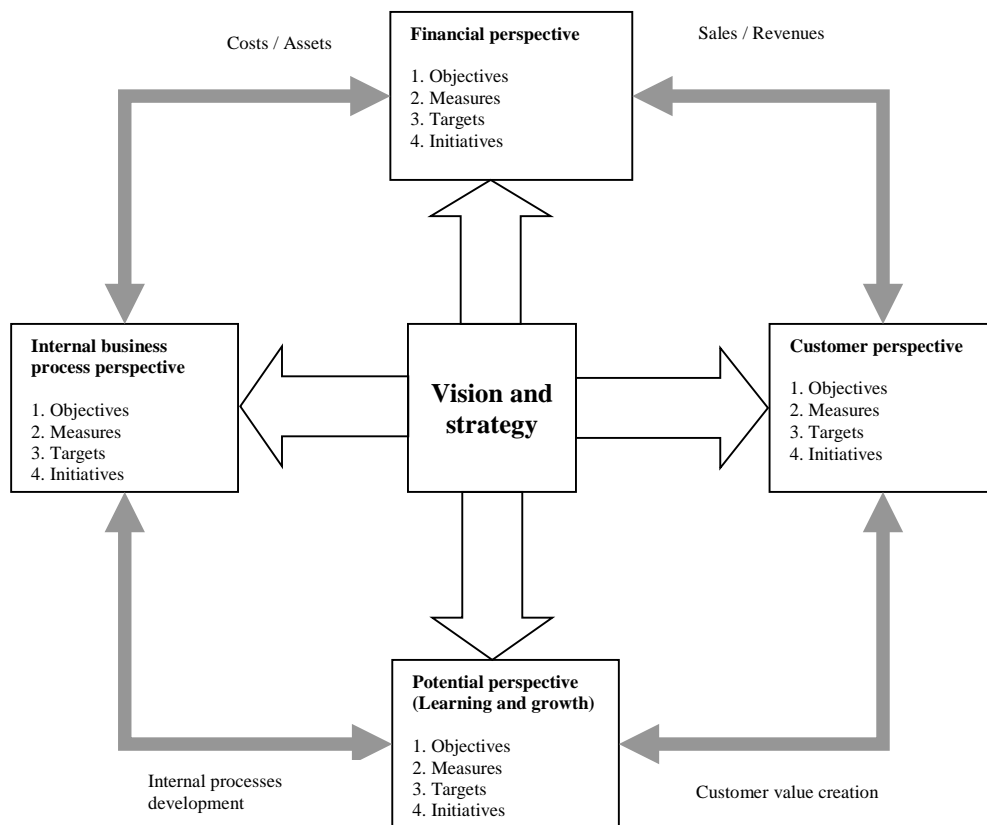 Costs / Assets
Financial perspective
1. Objectives
2. Measures
3. Targets
4. Initiatives
Sales / Revenues
Internal business
process perspective
1. Objectives
2. Measures
3. Targets
4. Initiatives
Vision and
strategy
Customer perspective
1. Objectives
2. Measures
3. Targets
4. Initiatives
Potential perspective
(Learning and growth)
1. Objectives
2. Measures
3. Targets
4. Initiatives
Internal processes
development
Customer value creation